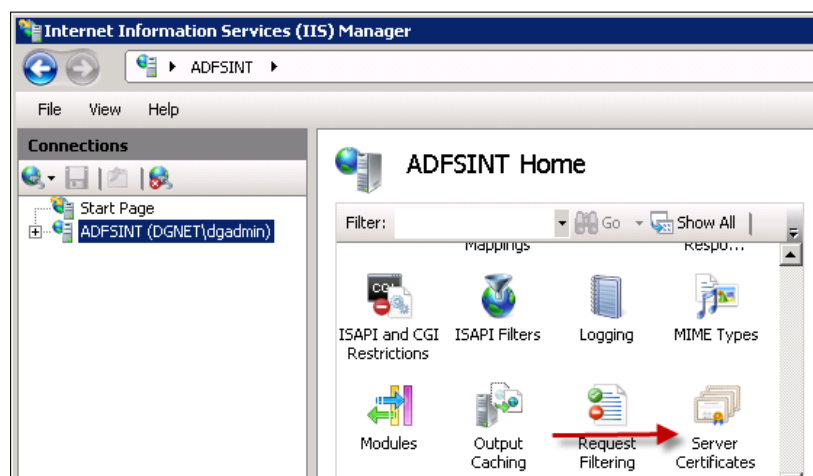 Internet Information Services (IIS) Manager
ADFSINT
File View Help
Connections
Start Page
ADFSINT (DGNET\dgadmin)
ADFSINT Home
Filter: Go Show All
Mappings Respo...
ISAPI and CGI Restrictions
ISAPI Filters
Logging
MIME Types
Modules
Output Caching
Request Filtering
Server Certificates